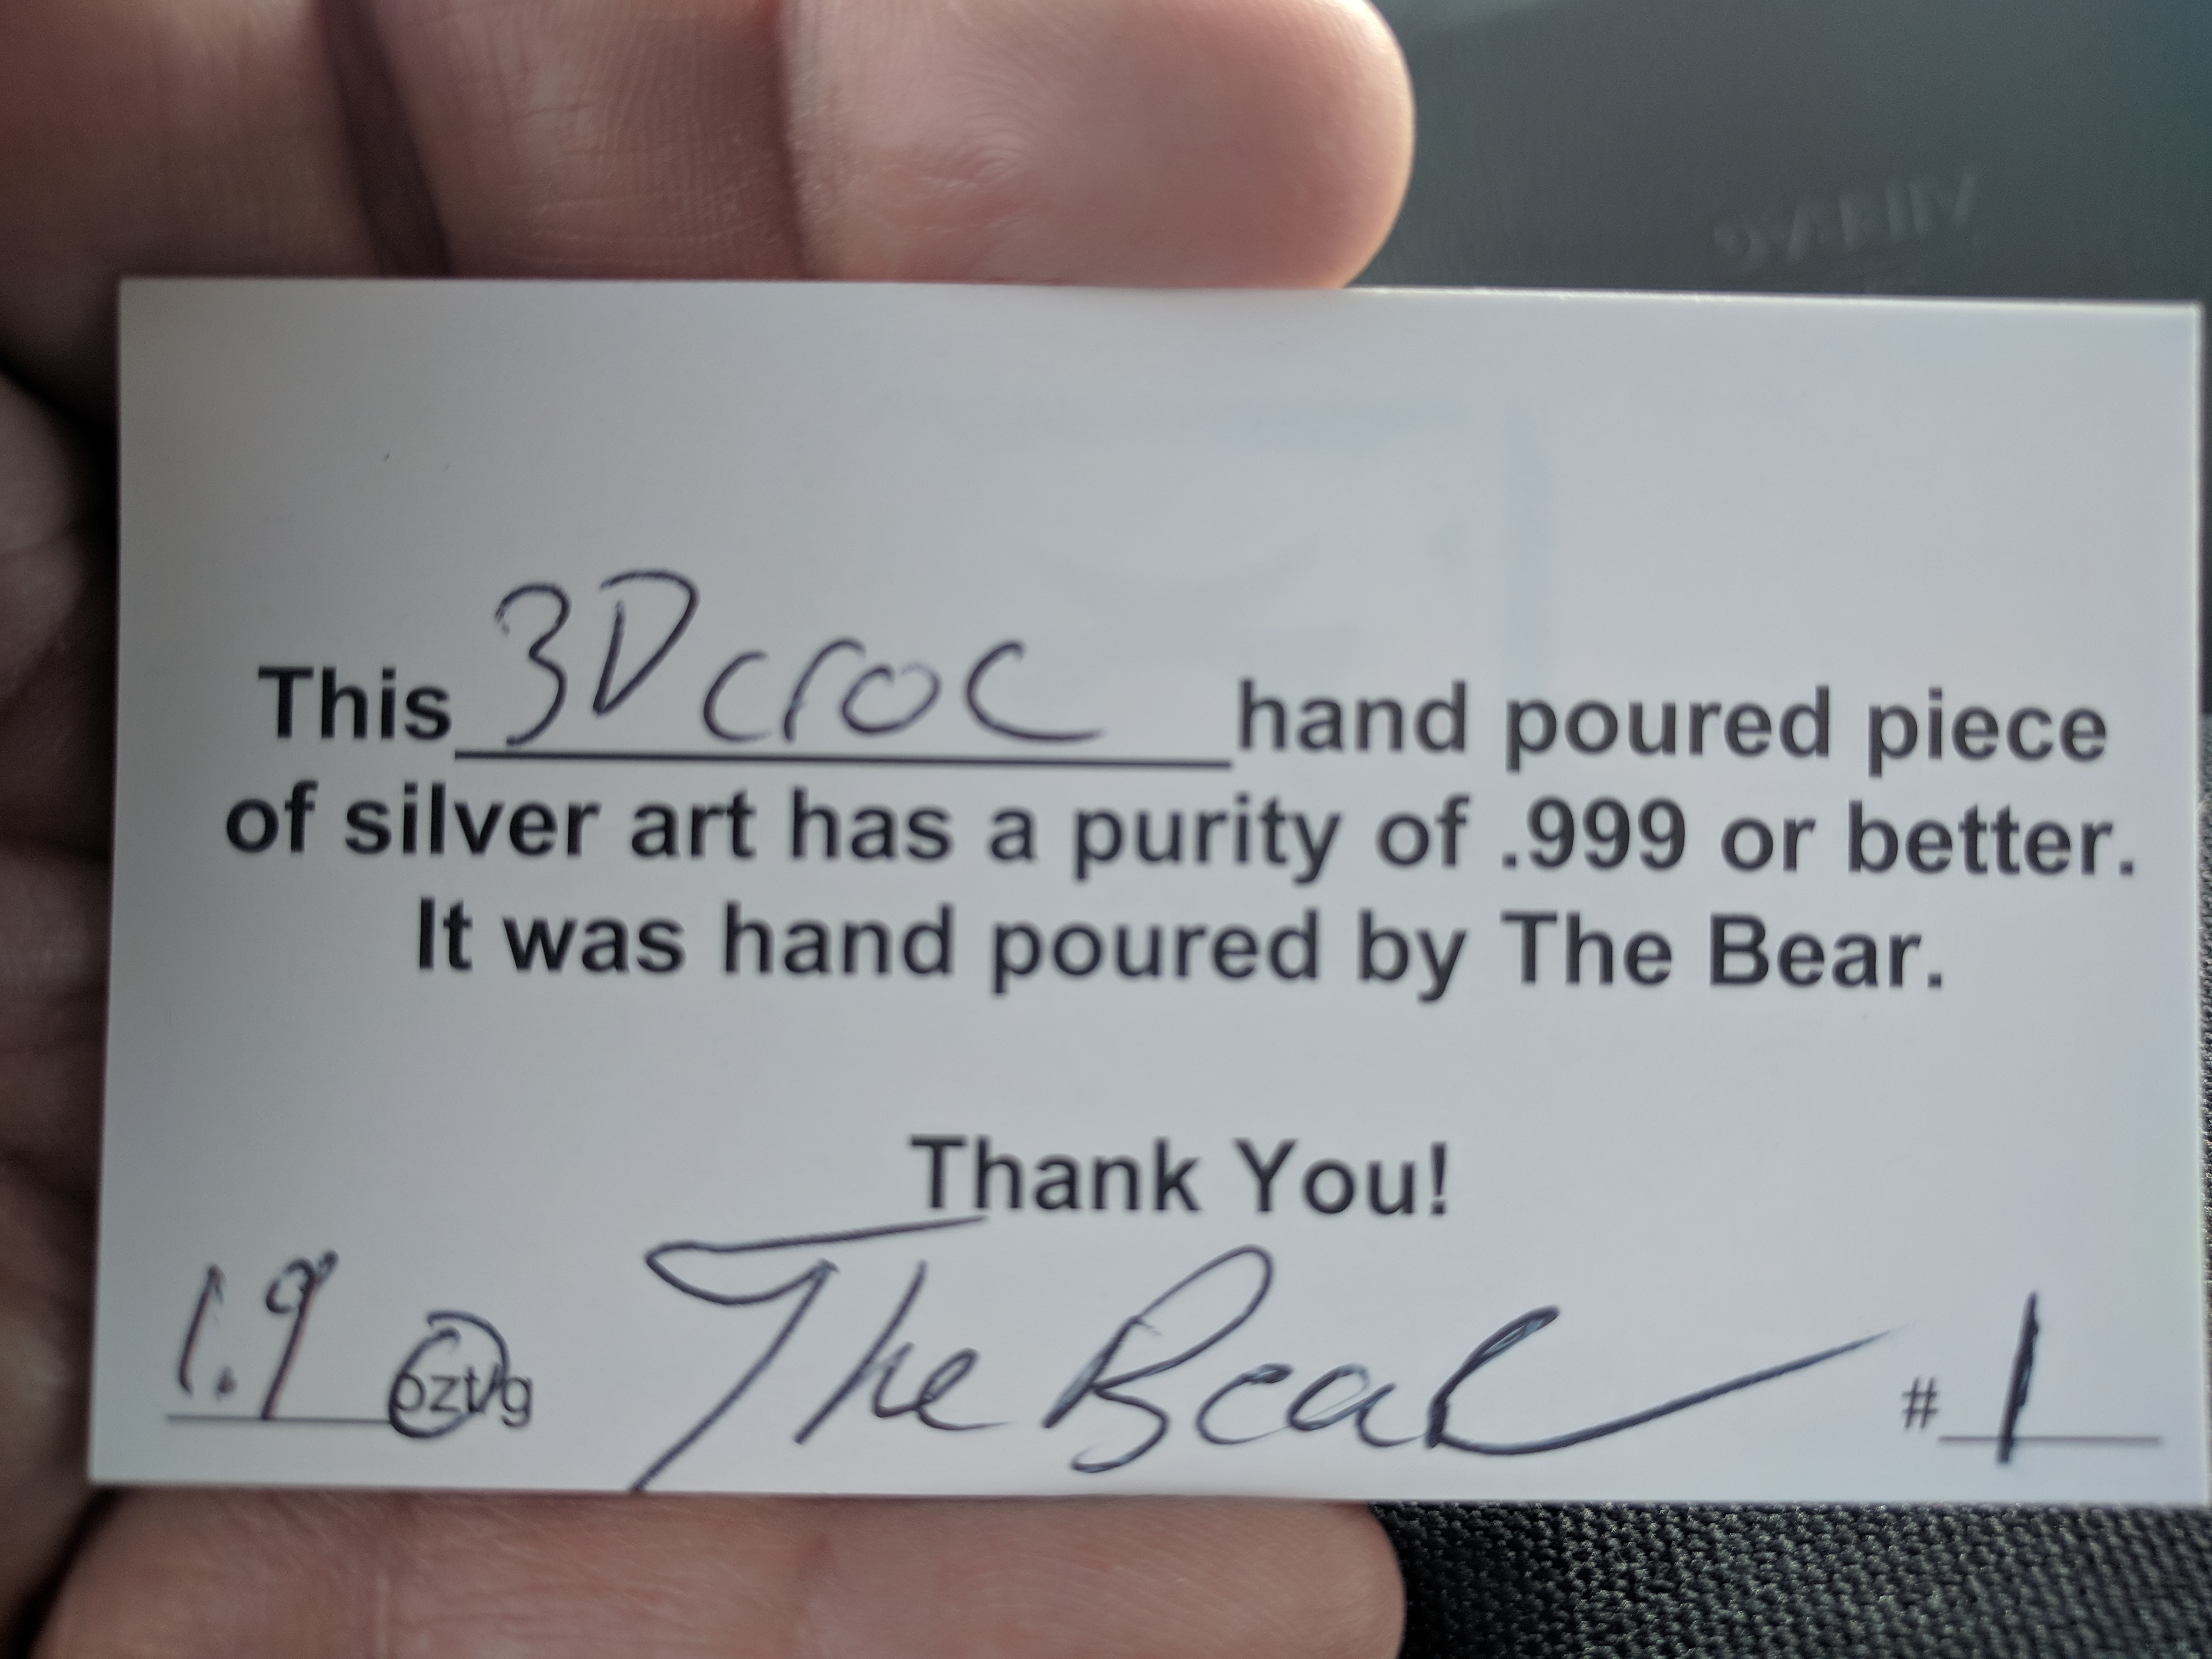 This 3D croc hand poured piece
of silver art has a purity of .999 or better.
It was hand poured by The Bear.
Thank You!
1.9 ozt/g The Bear # 1